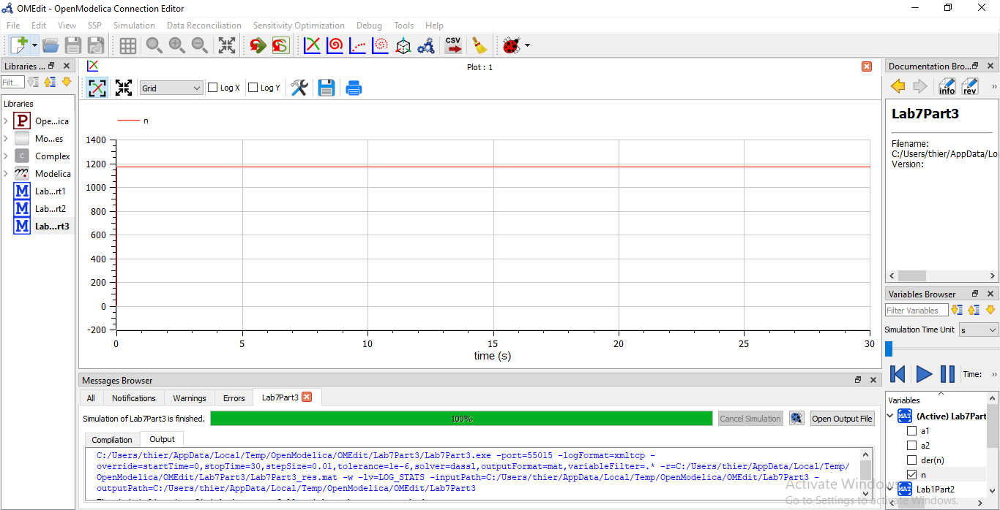 OMEdit - OpenModelica Connection Editor
File Edit View SSP Simulation Data Reconciliation Sensitivity Optimization Debug Tools Help
CSV
Libraries ...
Plot : 1
Documentation Bro...
Filt...
Grid
Log X
Log Y
info
rev
»
Libraries
P Ope...ica
Mo...es
C Complex
Modelica
M Lab...rt1
M Lab...rt2
M Lab...rt3
n
1400
1200
1000
800
600
400
200
0
-200
0 5 10 15 20 25 30
time (s)
Lab7Part3
Filename:
C:/Users/thier/AppData/Lo
Version:
Variables Browser
Filter Variables
Simulation Time Unit s
Time: »
Variables
MAT (Active) Lab7Part
a1
a2
der(n)
n
MAT Lab1Part2
Messages Browser
All Notifications Warnings Errors Lab7Part3
Simulation of Lab7Part3 is finished. 100% Cancel Simulation Open Output File
Compilation Output
C:/Users/thier/AppData/Local/Temp/OpenModelica/OMEdit/Lab7Part3/Lab7Part3.exe -port=55015 -logFormat=xmltcp -
override=startTime=0,stopTime=30,stepSize=0.01,tolerance=1e-6,solver=dassl,outputFormat=mat,variableFilter=.* -r=C:/Users/thier/AppData/Local/Temp/
OpenModelica/OMEdit/Lab7Part3/Lab7Part3_res.mat -w -lv=LOG_STATS -inputPath=C:/Users/thier/AppData/Local/Temp/OpenModelica/OMEdit/Lab7Part3 -
outputPath=C:/Users/thier/AppData/Local/Temp/OpenModelica/OMEdit/Lab7Part3
Activate Windows
Go to Settings to activate Windows.